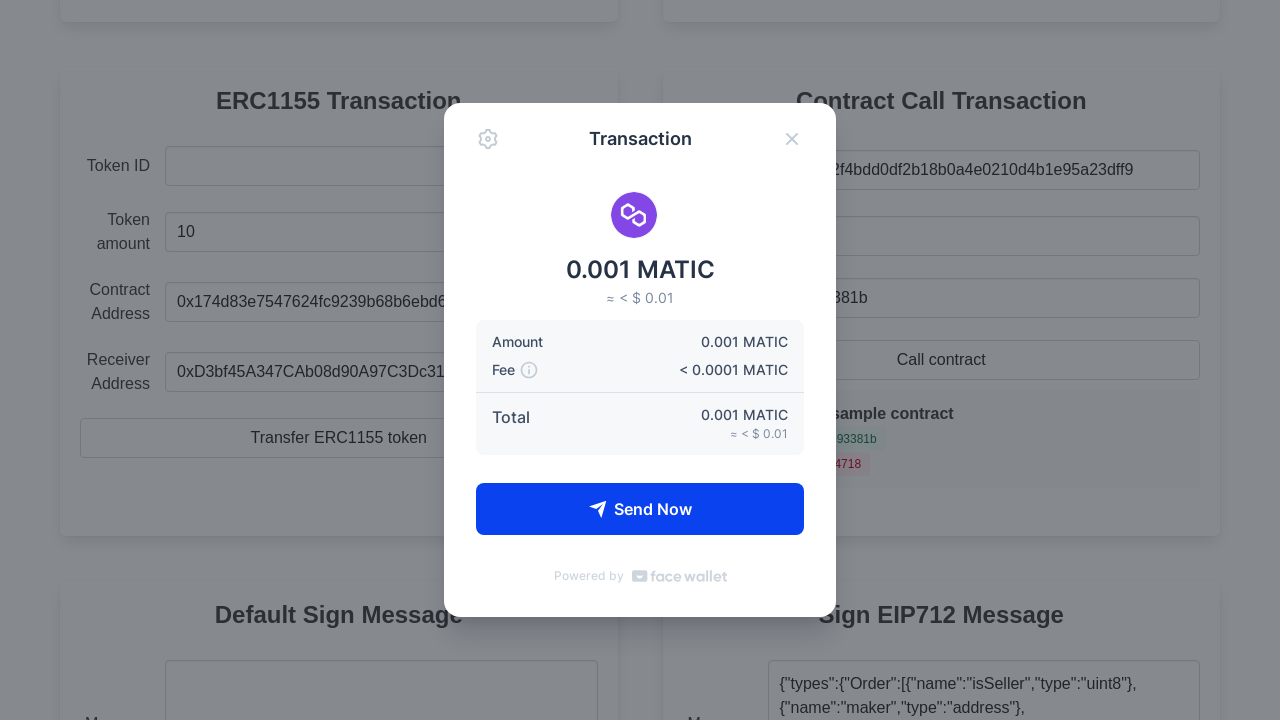 ERC1155 Transaction
Token ID
Token
amount
10
Contract
Address
0x174d83e7547624fc9239b68b6ebd6
Receiver
Address
0xD3bf45A347CAb08d90A97C3Dc31
Transfer ERC1155 token
Contract Call Transaction
2f4bdd0df2b18b0a4e0210d4b1e95a23dff9
381b
Call contract
sample contract
93381b
4718
Transaction
0.001 MATIC
≈ < $ 0.01
Amount 0.001 MATIC
Fee < 0.0001 MATIC
Total 0.001 MATIC
≈ < $ 0.01
Send Now
Powered by face wallet
Default Sign Message
Sign EIP712 Message
{"types":{"Order":[{"name":"isSeller","type":"uint8"},
{"name":"maker","type":"address"},